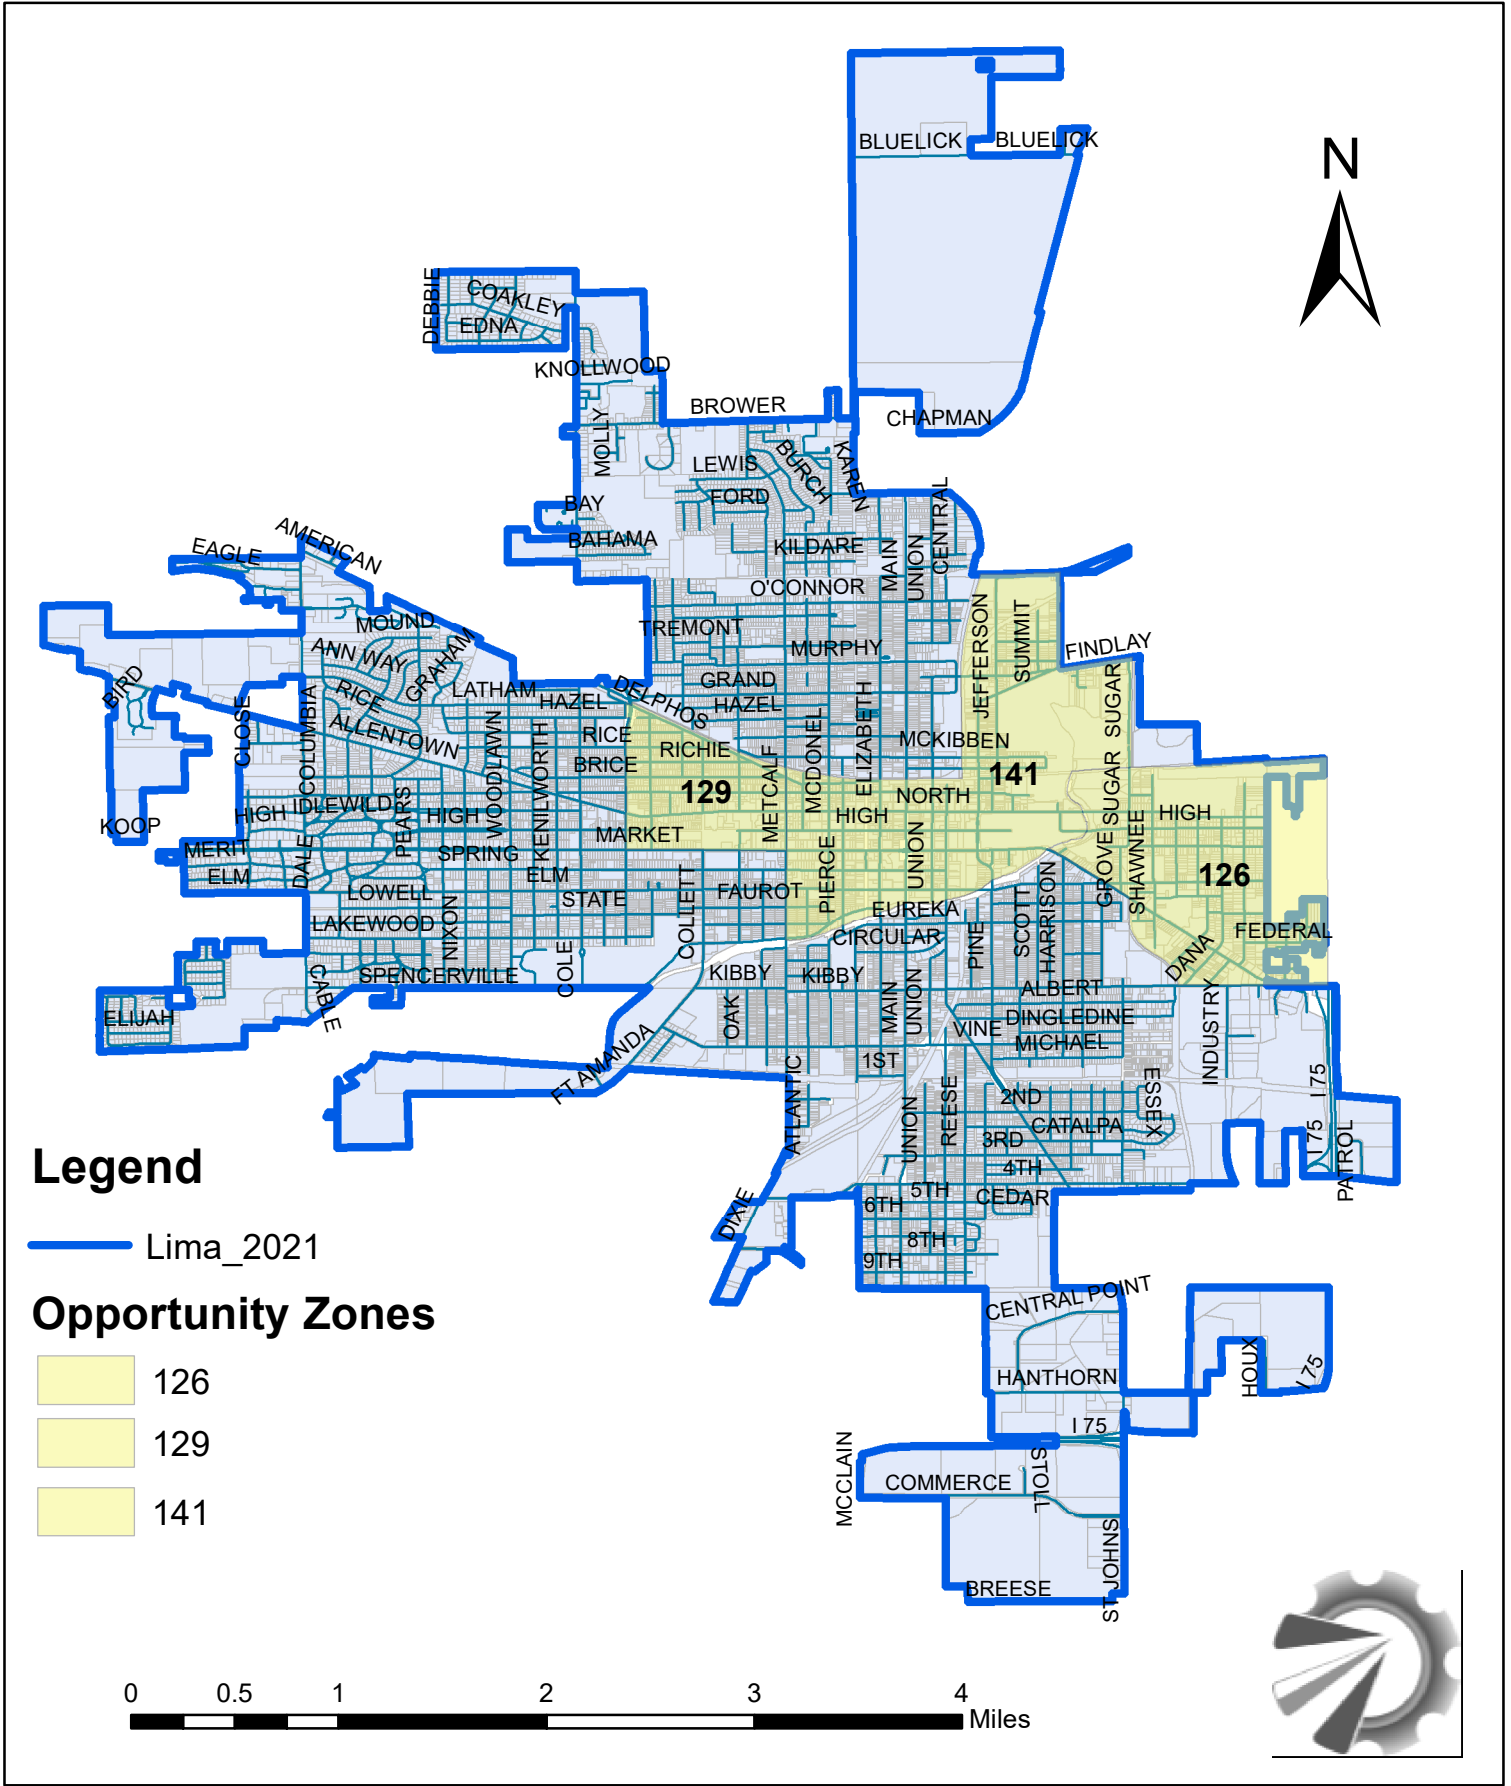 BLUELICK
BLUELICK
N
DEBBIE
COAKLEY
EDNA
KNOLLWOOD
BROWER
CHAPMAN
MOLLY
LEWIS
BURCH
KAREN
FORD
BAY
CENTRAL
BAHAMA
KILDARE
MAIN
UNION
AMERICAN
EAGLE
O'CONNOR
JEFFERSON
SUMMIT
MOUND
TREMONT
MURPHY
FINDLAY
ANN WAY
GRAHAM
BIRD
RICE
LATHAM
HAZEL
DELPHOS
GRAND
HAZEL
ELIZABETH
SUGAR
CLOSE
COLUMBIA
ALLENTOWN
WOODLAWN
KENILWORTH
RICE
RICHIE
MCDONEL
MCKIBBEN
BRICE
METCALF
141
129
NORTH
SUGAR
HIGH
IDLEWILD
PEARS
HIGH
HIGH
HIGH
KOOP
MARKET
MERIT
SPRING
UNION
GROVE
SHAWNEE
ELM
DALE
ELM
126
LOWELL
STATE
COLLETT
FAUROT
PIERCE
SCOTT
HARRISON
EUREKA
LAKEWOOD
NIXON
CIRCULAR
PINE
FEDERAL
DANA
SPENCERVILLE
COLE
KIBBY
KIBBY
CABLE
ALBERT
ELIJAH
OAK
MAIN
UNION
VINE
DINGLEDINE
INDUSTRY
MICHAEL
FT AMANDA
1ST
ATLANTIC
REESE
2ND
ESSEX
I 75
UNION
CATALPA
3RD
I 75
PATROL
4TH
Legend
5TH
CEDAR
6TH
DIXIE
8TH
Lima_2021
9TH
CENTRAL POINT
Opportunity Zones
HOUX
I 75
126
HANTHORN
I 75
129
MCCLAIN
COMMERCE
STOLL
141
ST JOHNS
BREESE
0 0.5 1 2 3 4
Miles